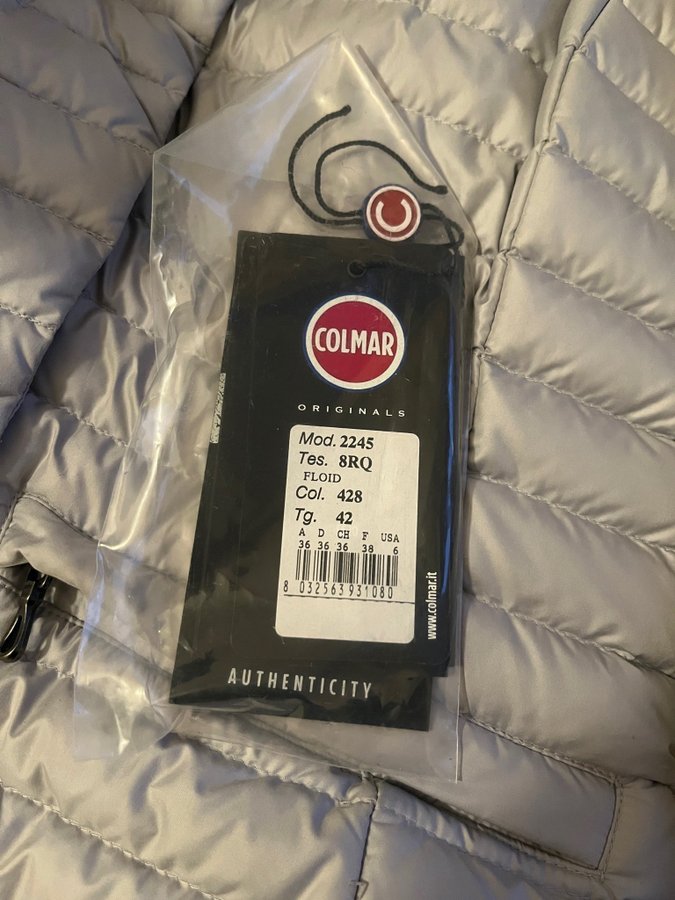 COLMAR
ORIGINALS
Mod. 2245
Tes. 8RQ
FLOID
Col. 428
Tg. 42
A D CH F USA
36 36 36 38 6
8 032563 931080
www.colmar.it
AUTHENTICITY